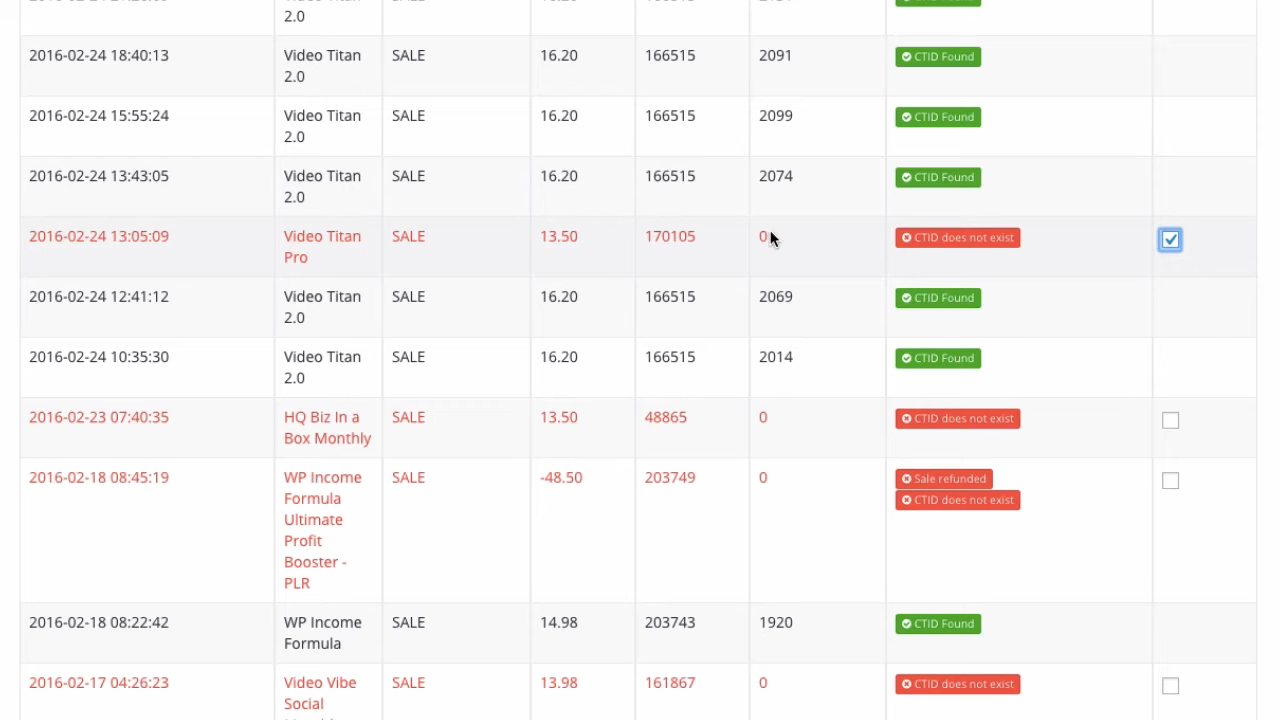 2.0
2016-02-24 18:40:13 Video Titan SALE 16.20 166515 2091 CTID Found
2.0
2016-02-24 15:55:24 Video Titan SALE 16.20 166515 2099 CTID Found
2.0
2016-02-24 13:43:05 Video Titan SALE 16.20 166515 2074 CTID Found
2.0
2016-02-24 13:05:09 Video Titan SALE 13.50 170105 0 CTID does not exist
Pro
2016-02-24 12:41:12 Video Titan SALE 16.20 166515 2069 CTID Found
2.0
2016-02-24 10:35:30 Video Titan SALE 16.20 166515 2014 CTID Found
2.0
2016-02-23 07:40:35 HQ Biz In a SALE 13.50 48865 0 CTID does not exist
Box Monthly
2016-02-18 08:45:19 WP Income SALE -48.50 203749 0 Sale refunded
Formula CTID does not exist
Ultimate
Profit
Booster -
PLR
2016-02-18 08:22:42 WP Income SALE 14.98 203743 1920 CTID Found
Formula
2016-02-17 04:26:23 Video Vibe SALE 13.98 161867 0 CTID does not exist
Social